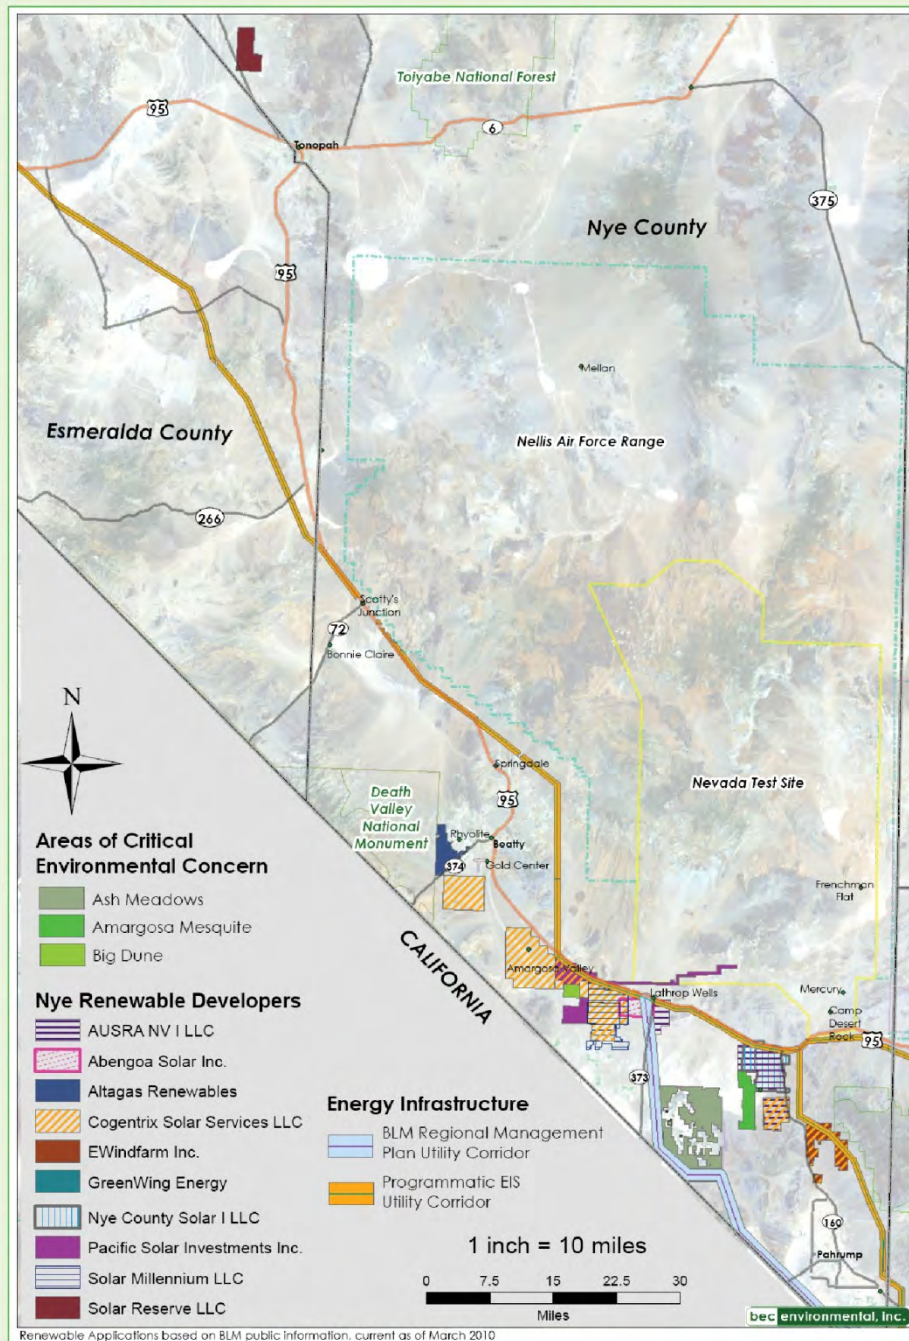 Toiyabe National Forest
95
6
Tonopah
375
Nye County
95
Mellan
Esmeralda County
Nellis Air Force Range
266
Scotty's
Junction
72
Bonnie Claire
N
Springdale
Nevada Test Site
95
Death
Valley
National
Monument
Rhyolite
Beatty
374
Gold Center
Frenchman
Flat
CALIFORNIA
Amargosa Valley
Lathrop Wells
Mercury
Camp
Desert
Rock
95
373
160
Pahrump
Areas of Critical
Environmental Concern
Ash Meadows
Amargosa Mesquite
Big Dune
Nye Renewable Developers
AUSRA NV I LLC
Abengoa Solar Inc.
Altagas Renewables
Cogentrix Solar Services LLC
EWindfarm Inc.
GreenWing Energy
Nye County Solar I LLC
Pacific Solar Investments Inc.
Solar Millennium LLC
Solar Reserve LLC
Energy Infrastructure
BLM Regional Management
Plan Utility Corridor
Programmatic EIS
Utility Corridor
1 inch = 10 miles
0 7.5 15 22.5 30
Miles
bec environmental, inc.
Renewable Applications based on BLM public information, current as of March 2010